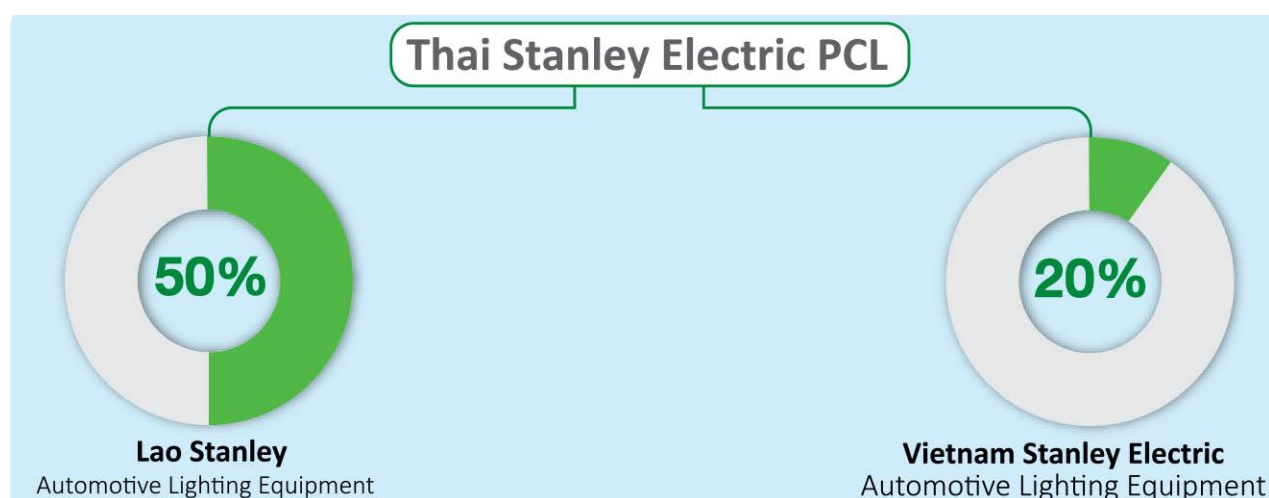 Thai Stanley Electric PCL
50%
20%
Lao Stanley
Automotive Lighting Equipment
Vietnam Stanley Electric
Automotive Lighting Equipment